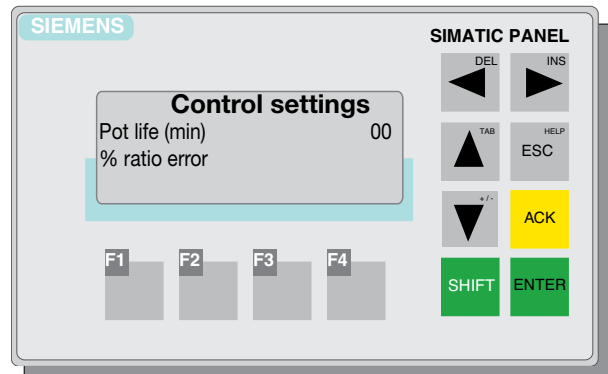 SIEMENS
SIMATIC PANEL
Control settings
Pot life (min) 00
% ratio error
DEL
INS
TAB
HELP
ESC
+/-
ACK
F1 F2 F3 F4
SHIFT ENTER